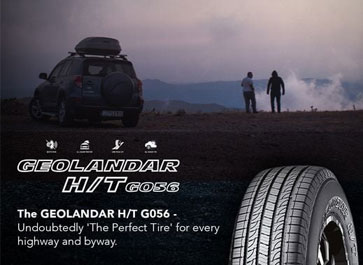 GEOLANDAR
H/T G056
The GEOLANDAR H/T G056 -
Undoubtedly 'The Perfect Tire' for every
highway and byway.